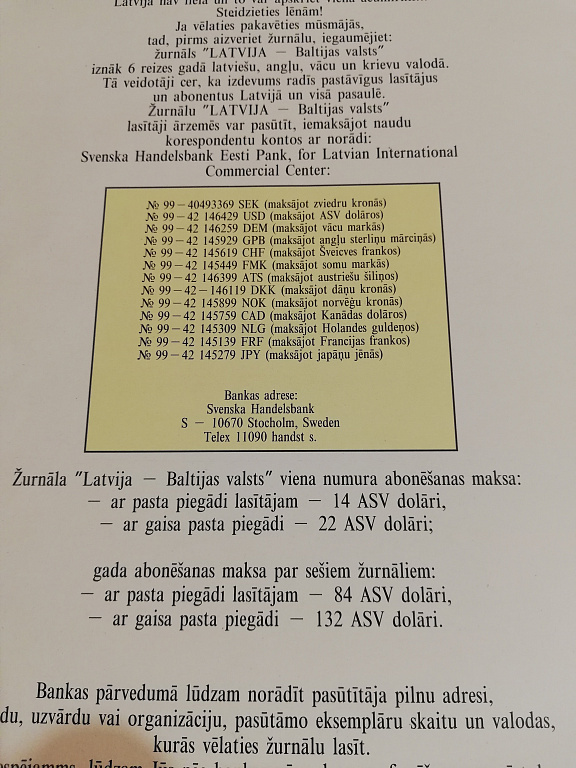 Latvija nav liela un to var apskriet viena
Steidzieties lēnām!
Ja vēlaties pakavēties mūsmājās,
tad, pirms aizveriet žurnālu, iegaumējiet:
žurnāls "LATVIJA — Baltijas valsts"
iznāk 6 reizes gadā latviešu, angļu, vācu un krievu valodā.
Tā veidotāji cer, ka izdevums radīs pastāvīgus lasītājus
un abonentus Latvijā un visā pasaulē.
Žurnālu "LATVIJA — Baltijas valsts"
lasītāji ārzemēs var pasūtīt, iemaksājot naudu
korespondentu kontos ar norādi:
Svenska Handelsbank Eesti Pank, for Latvian International
Commercial Center:
№ 99—40493369 SEK (maksājot zviedru kronās)
№ 99—42 146429 USD (maksājot ASV dolāros)
№ 99—42 146259 DEM (maksājot vācu markās)
№ 99—42 145929 GPB (maksājot angļu sterliņu mārciņās)
№ 99—42 145619 CHF (maksājot Šveicves frankos)
№ 99—42 145449 FMK (maksājot somu markās)
№ 99—42 146399 ATS (maksājot austriešu šiliņos)
№ 99—42—146119 DKK (maksājot dāņu kronās)
№ 99—42 145899 NOK (maksājot norvēģu kronās)
№ 99—42 145759 CAD (maksājot Kanādas dolāros)
№ 99—42 145309 NLG (maksājot Holandes guldeņos)
№ 99—42 145139 FRF (maksājot Francijas frankos)
№ 99—42 145279 JPY (maksājot japāņu jēnās)
Bankas adrese:
Svenska Handelsbank
S — 10670 Stocholm, Sweden
Telex 11090 handst s.
Žurnāla "Latvija — Baltijas valsts" viena numura abonēšanas maksa:
— ar pasta piegādi lasītājam — 14 ASV dolāri,
— ar gaisa pasta piegādi — 22 ASV dolāri;
gada abonēšanas maksa par sešiem žurnāliem:
— ar pasta piegādi lasītājam — 84 ASV dolāri,
— ar gaisa pasta piegādi — 132 ASV dolāri.
Bankas pārvedumā lūdzam norādīt pasūtītāja pilnu adresi,
du, uzvārdu vai organizāciju, pasūtāmo eksemplāru skaitu un valodas,
kurās vēlaties žurnālu lasīt.